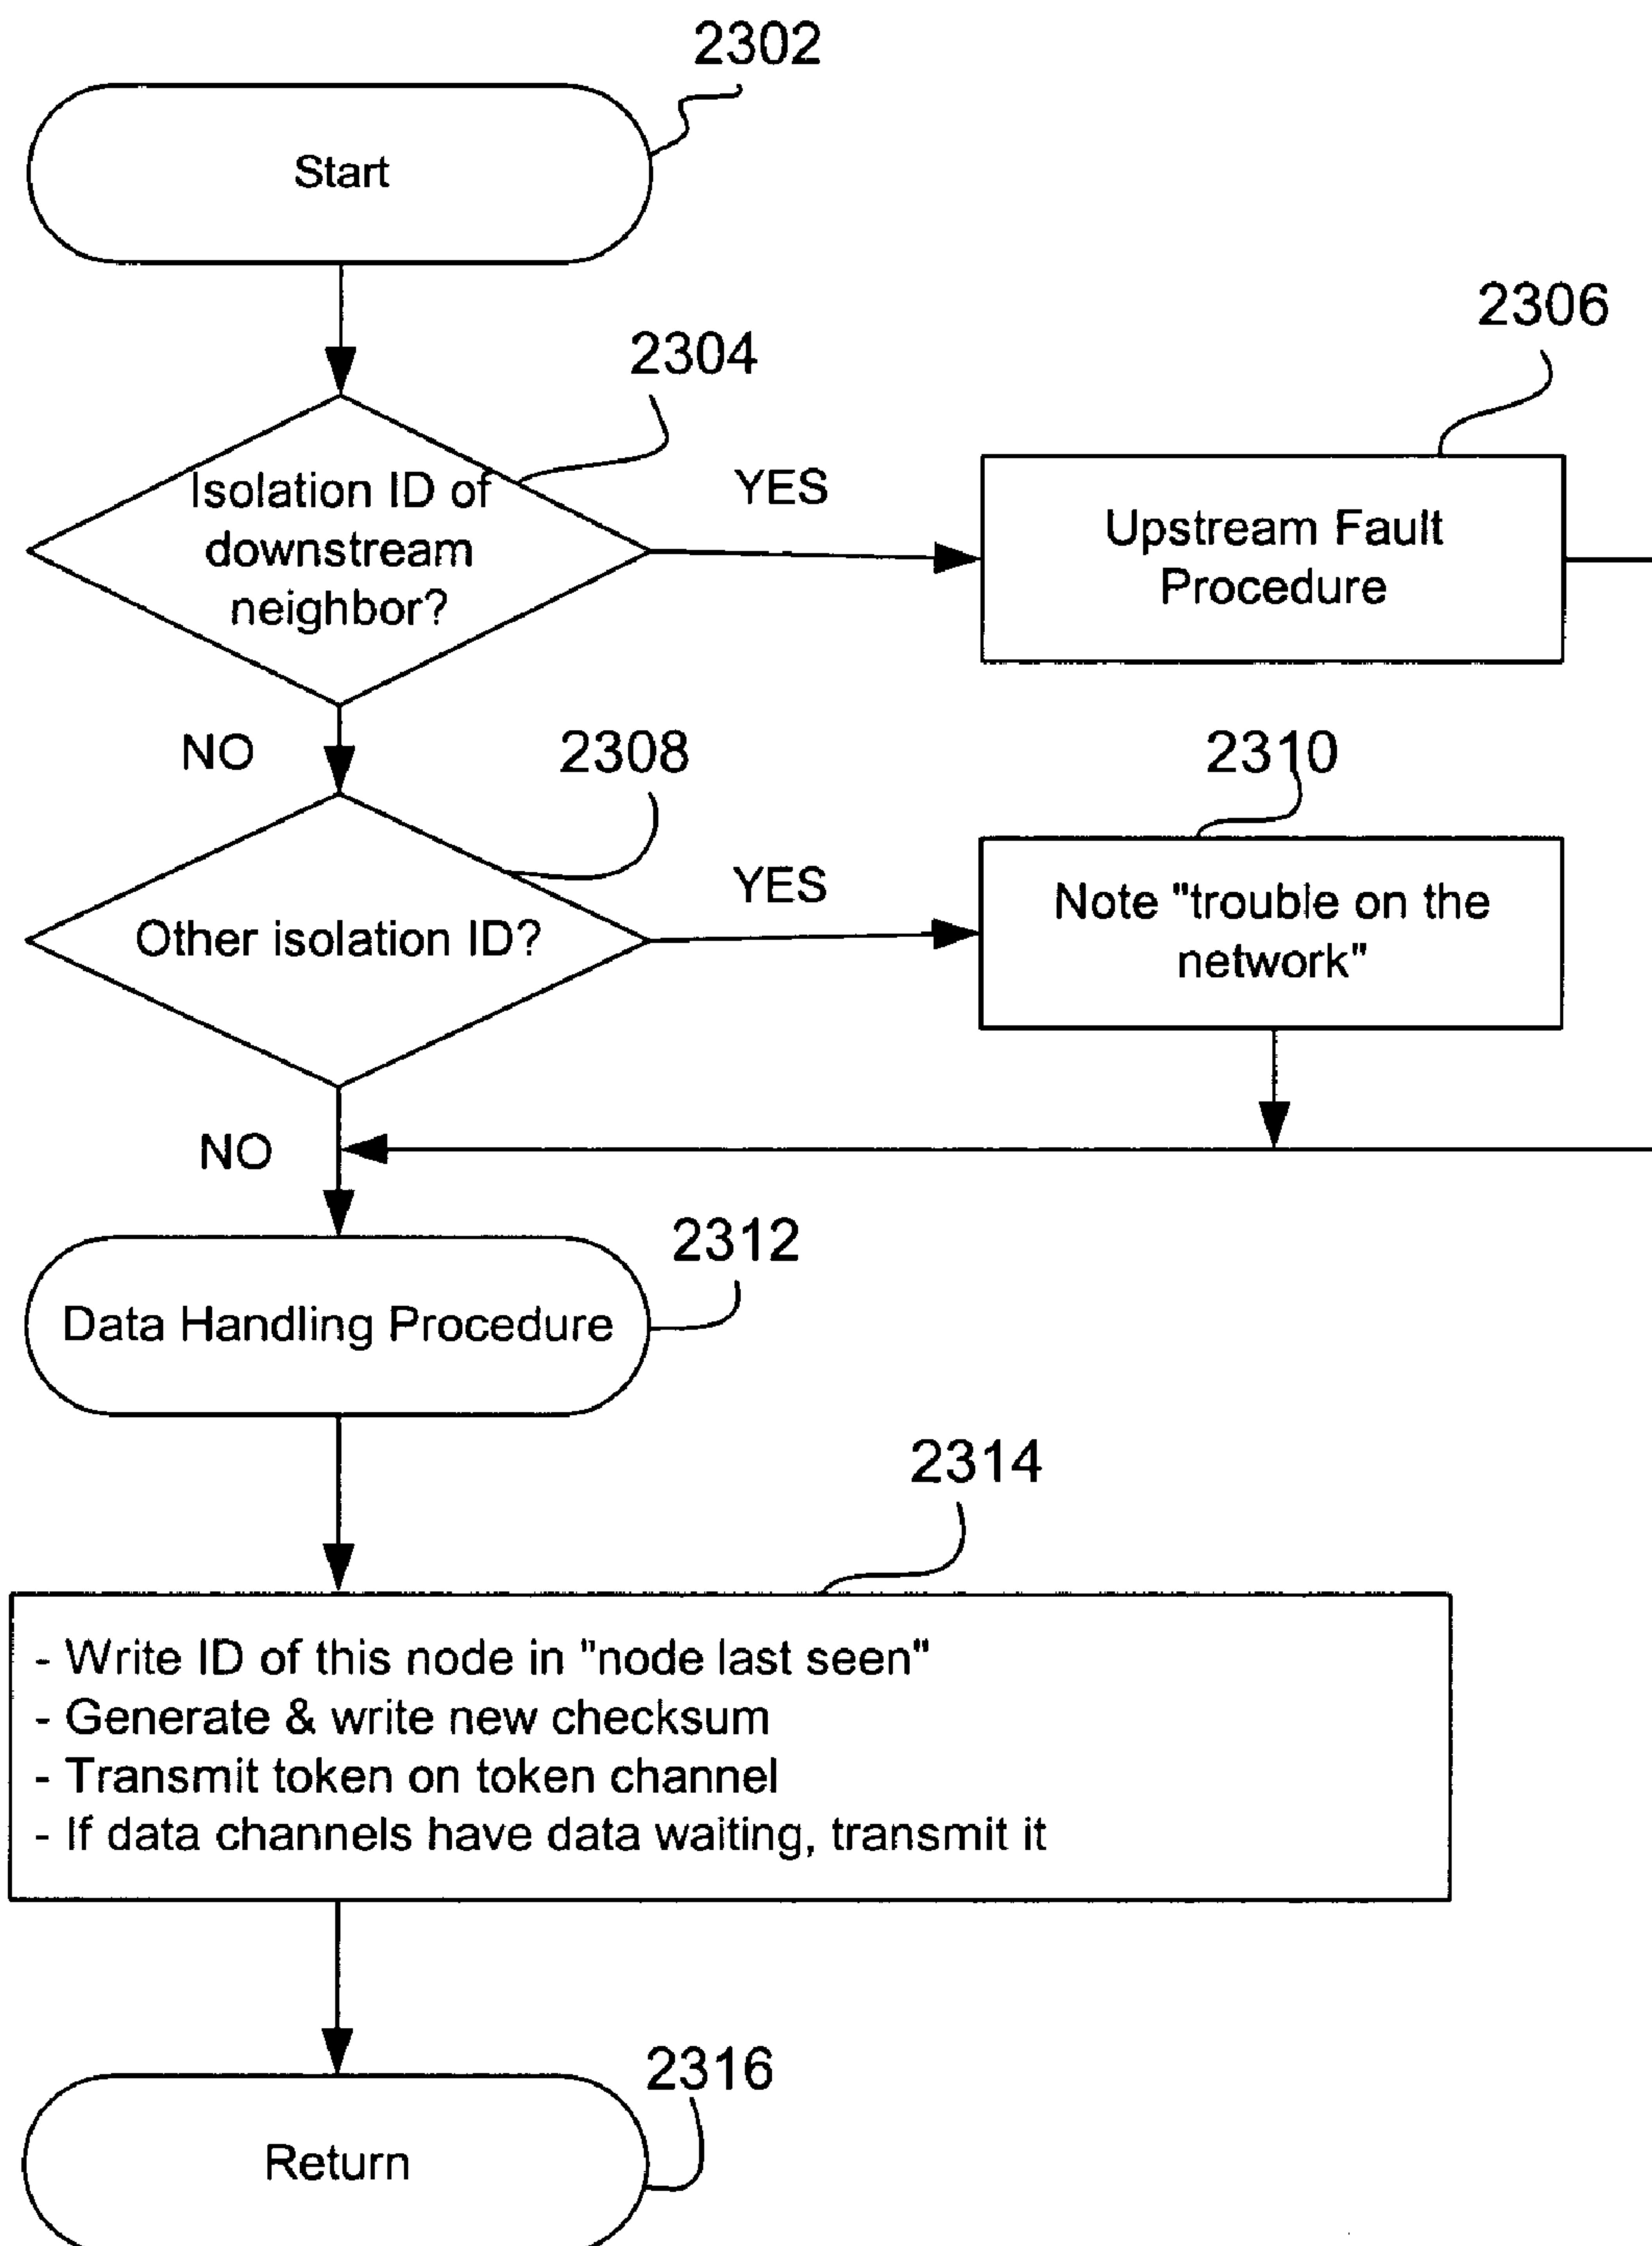 2302
Start
2306
2304
Isolation ID of
downstream
neighbor?
YES
Upstream Fault
Procedure
NO
2308
2310
Other isolation ID?
YES
Note "trouble on the
network"
NO
2312
Data Handling Procedure
2314
- Write ID of this node in "node last seen"
- Generate & write new checksum
- Transmit token on token channel
- If data channels have data waiting, transmit it
2316
Return